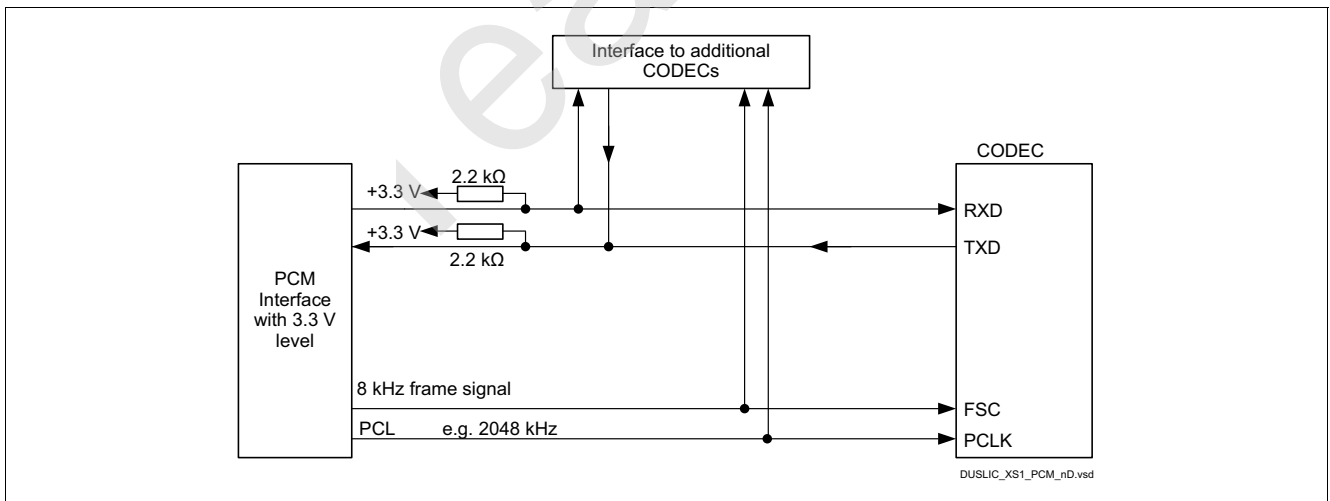 Interface to additional
CODECs
CODEC
+3.3 V
2.2 kΩ
RXD
+3.3 V
2.2 kΩ
TXD
PCM
Interface
with 3.3 V
level
8 kHz frame signal
FSC
PCL
e.g. 2048 kHz
PCLK
DUSLIC_XS1_PCM_nD.vsd